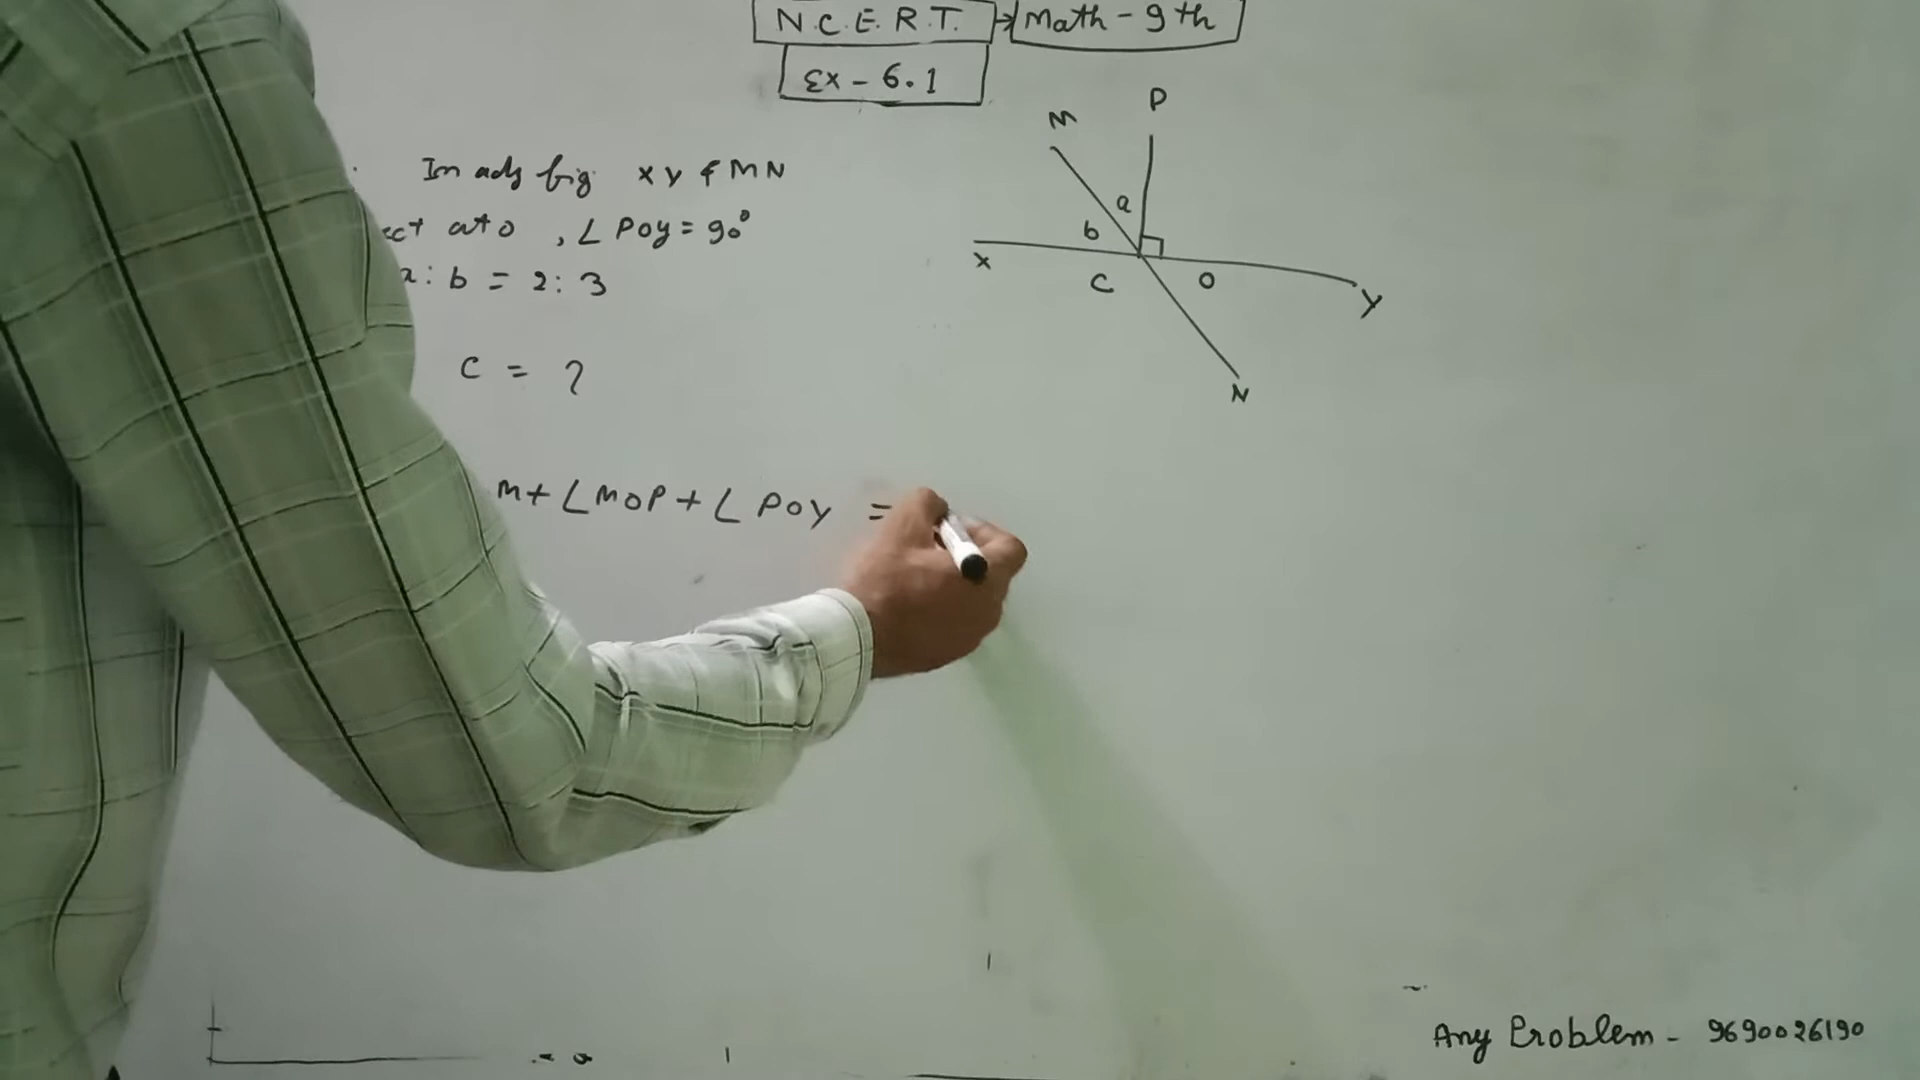 N.C.E.R.T. → Math - 9th
Ex - 6.1
In adj fig. XY & MN
ect at O , ∠POY = 90°
a : b = 2 : 3
C = ?
M + ∠MOP + ∠POY =
M
P
a
b
X
C
O
Y
N
Any Problem - 9690026190